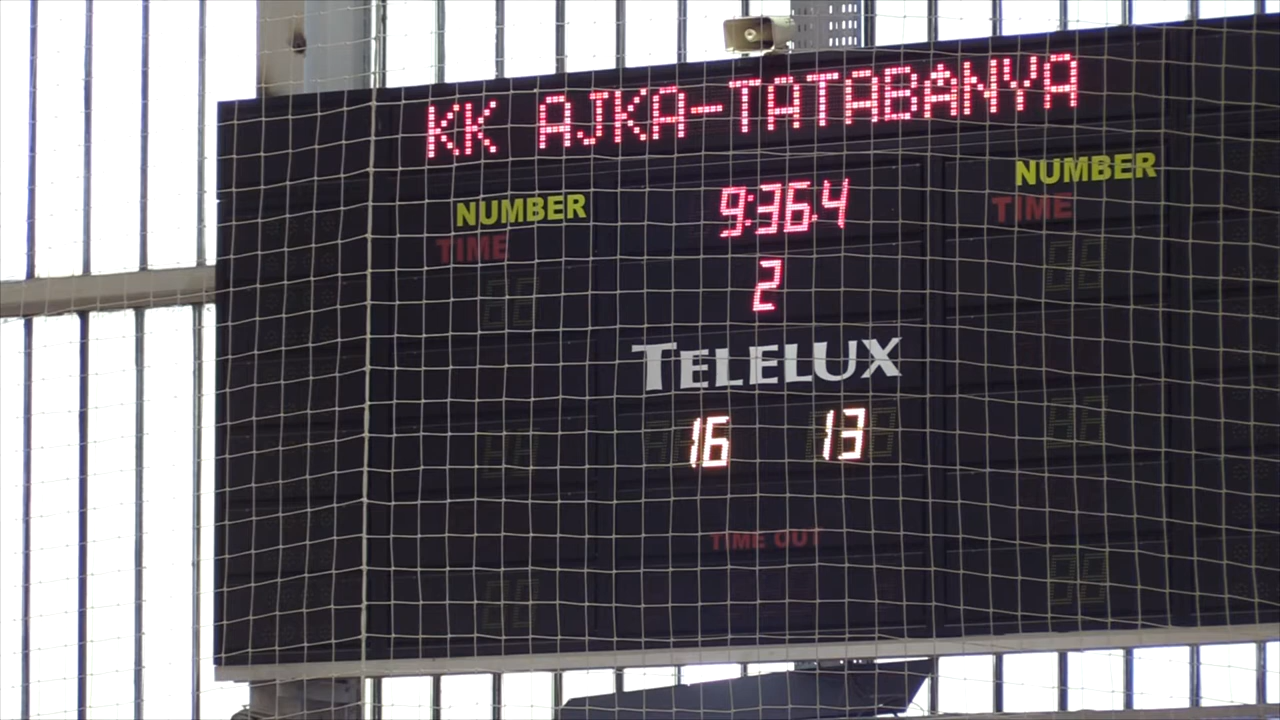 KK AJKA-TATABANYA
NUMBER
NUMBER
TIME
TIME
9:36.4
2
TELELUX
16 13
TIME OUT